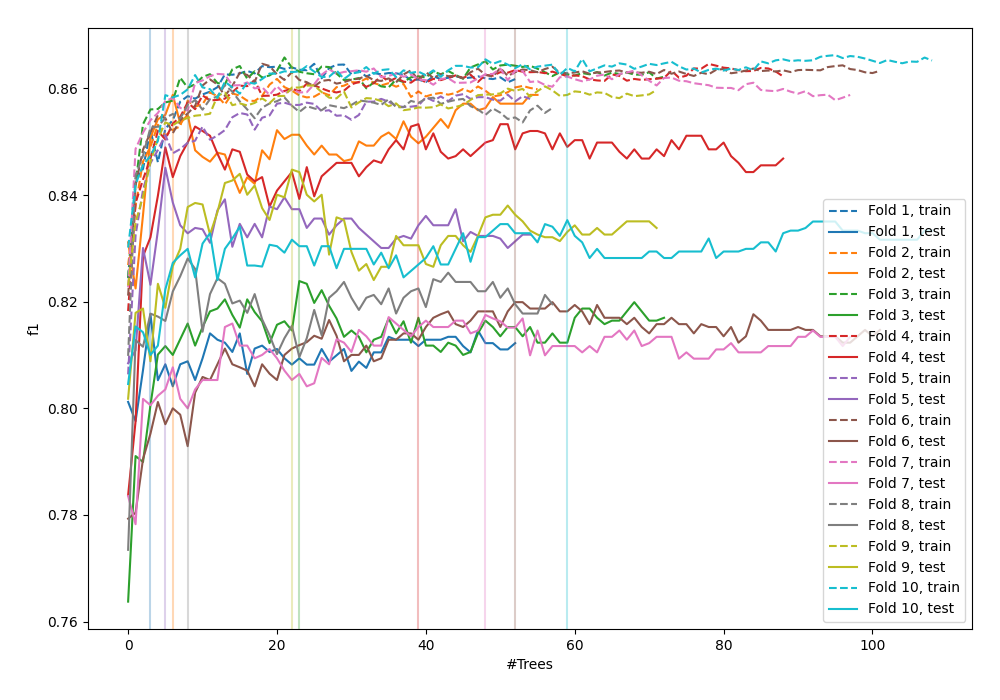 0.86
0.84
0.82
0.80
0.78
0.76
f1
0
20
40
60
80
100
#Trees
Fold 1, train
Fold 1, test
Fold 2, train
Fold 2, test
Fold 3, train
Fold 3, test
Fold 4, train
Fold 4, test
Fold 5, train
Fold 5, test
Fold 6, train
Fold 6, test
Fold 7, train
Fold 7, test
Fold 8, train
Fold 8, test
Fold 9, train
Fold 9, test
Fold 10, train
Fold 10, test